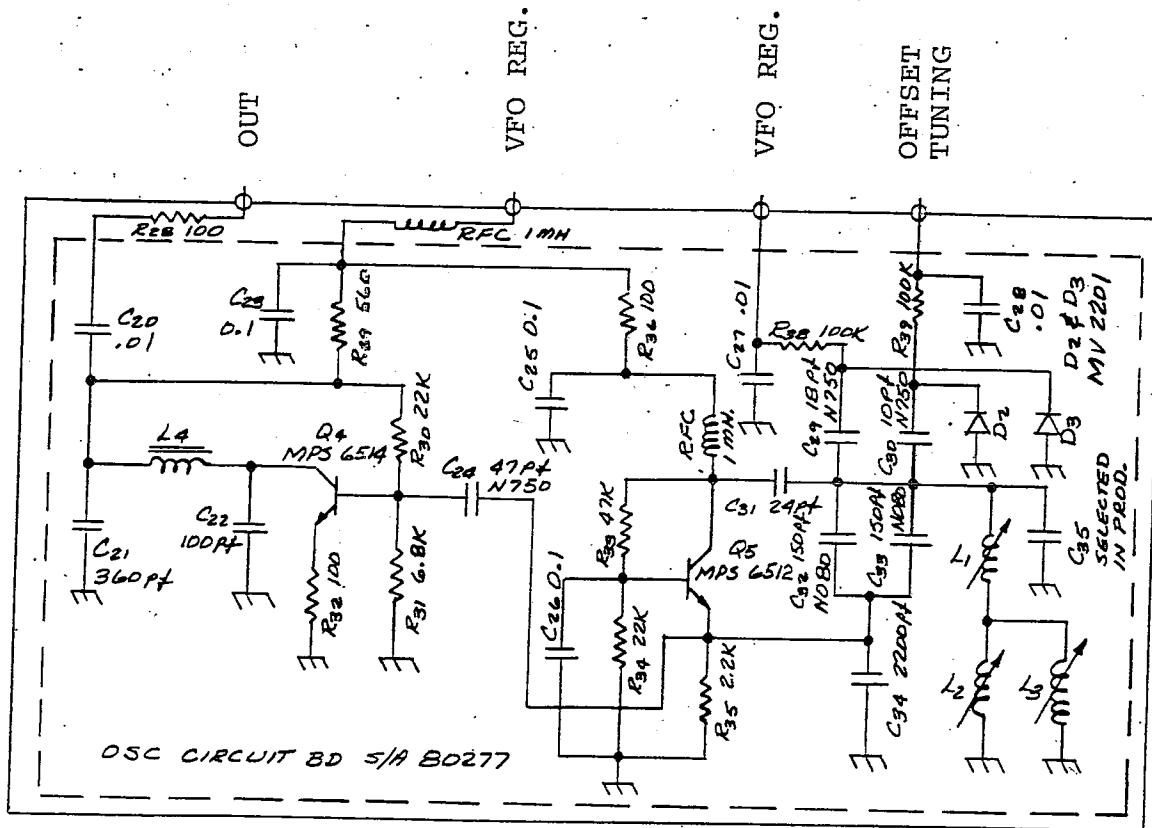 OUT
VFO REG.
VFO REG.
OFFSET
TUNING
R28 100
RFC 1MH
C20
.01
C23
0.1
R39 560
R36 100
C25 0.1
C27 .01
R38 100K
R39 100K
C28
.01
D2 & D3
MV 2201
L4
Q4
MPS 6514
R30 22K
C24 47Pf
N750
RFC
1 MH.
C29 18Pf
N750
C30 10Pf
N750
D2
D3
C21
360Pf
C22
100Pf
R32 100
R31 6.8K
C26 0.1
R33 47K
R34 22K
Q5
MPS 6512
C31 24Pf
C32 150Pf
N080
C33 150Pf
N080
R35 2.2K
C34 2200Pf
L1
L2
L3
C35
SELECTED
IN PROD.
OSC CIRCUIT BD S/A 80277